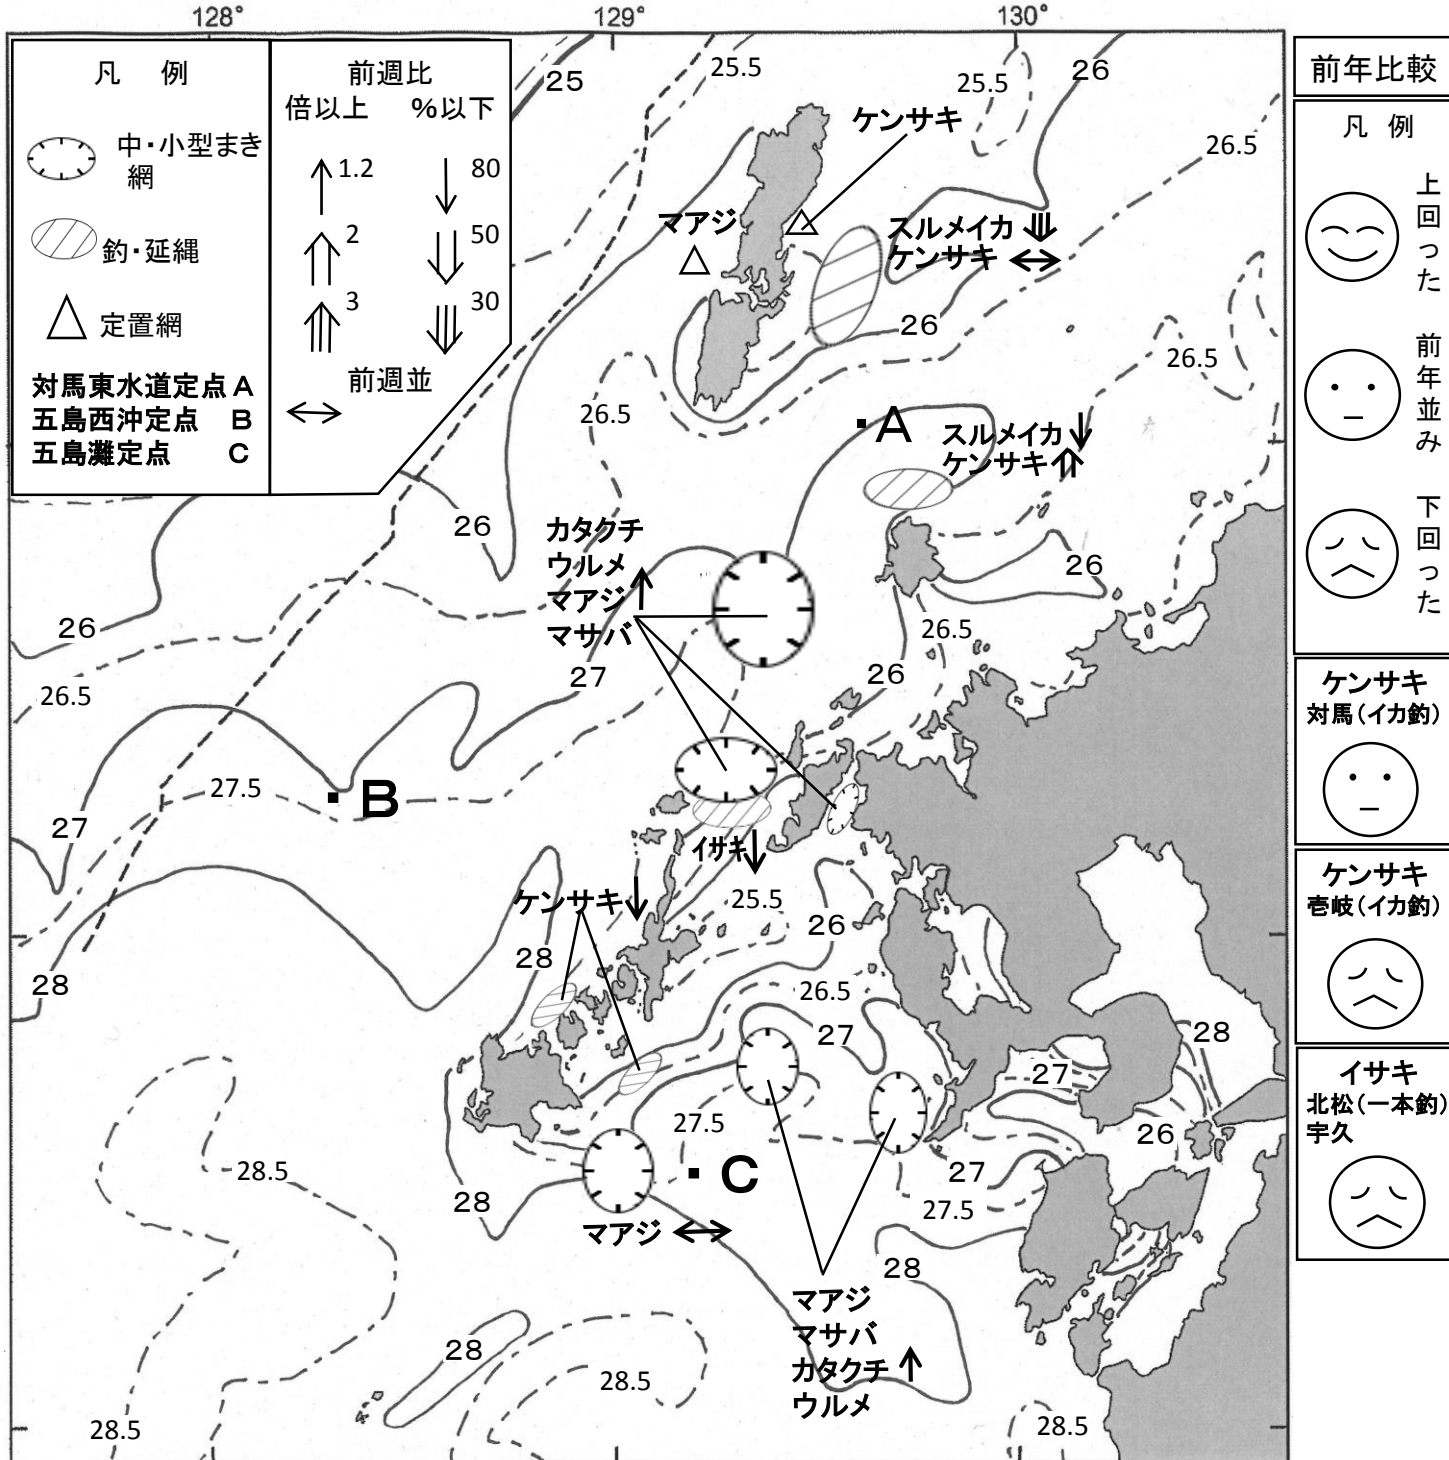 128°
129°
130°
凡　例
中・小型まき
網
釣・延縄
定置網
対馬東水道定点 A
五島西沖定点 B
五島灘定点 C
前週比
倍以上 %以下
1.2 80
2 50
3 30
前週並
25
25.5
25.5
26
26.5
ケンサキ
マアジ
スルメイカ
ケンサキ
26
26.5
26.5
A
スルメイカ
ケンサキ
26
カタクチ
ウルメ
マアジ
マサバ
26
26
26.5
26.5
27
26
27.5
B
27
イサキ
25.5
ケンサキ
26
28
28
26.5
27
28
27
27.5
26
C
27
28.5
28
27.5
マアジ
28
マアジ
マサバ
カタクチ
ウルメ
28
28.5
28.5
28.5
前年比較
凡 例
上回った
前年並み
下回った
ケンサキ
対馬(イカ釣)
ケンサキ
壱岐(イカ釣)
イサキ
北松(一本釣)
宇久